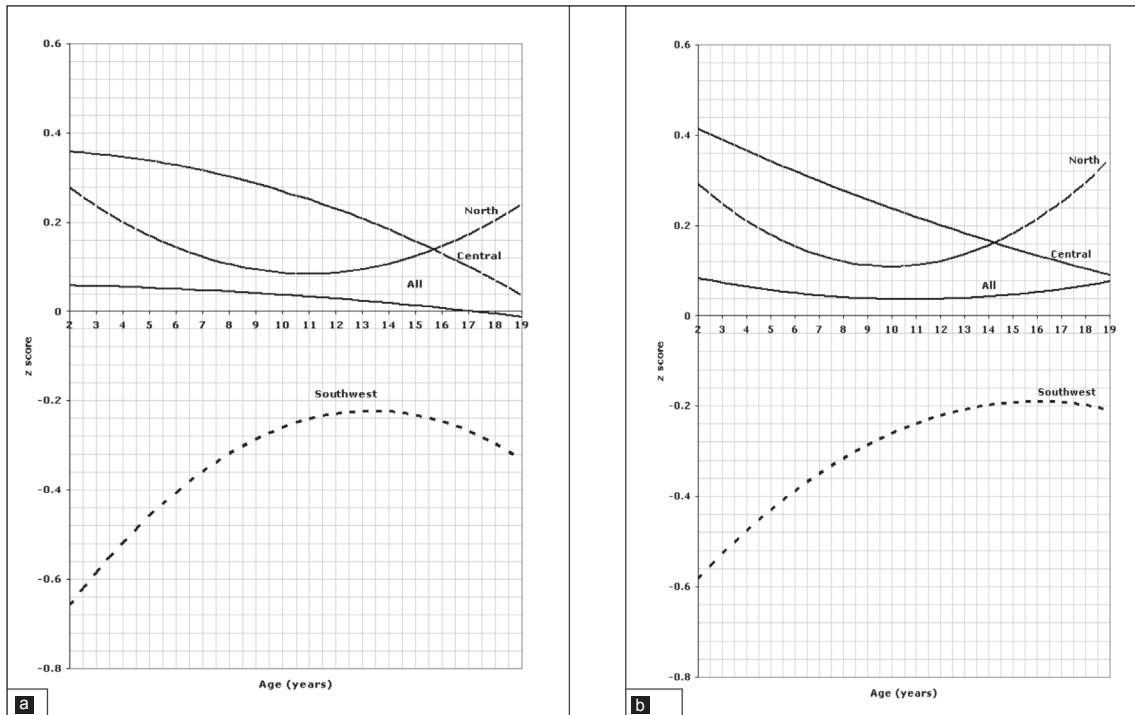 0.6
0.4
0.2
0
-0.2
-0.4
-0.6
-0.8
2 3 4 5 6 7 8 9 10 11 12 13 14 15 16 17 18 19
z score
North
Central
All
Southwest
Age (years)
a
0.6
0.4
0.2
0
-0.2
-0.4
-0.6
-0.8
2 3 4 5 6 7 8 9 10 11 12 13 14 15 16 17 18 19
z score
North
Central
All
Southwest
Age (years)
b